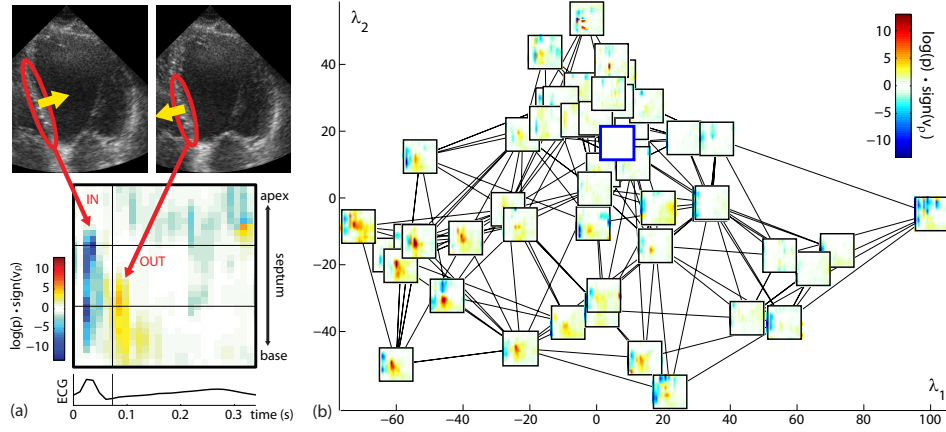 IN
OUT
apex
septum
base
log(p) • sign(vₚ)
10
5
0
−5
−10
ECG
0
0.1
0.2
0.3
time (s)
(a)
λ₂
40
20
0
−20
−40
−60
−40
−20
0
20
40
60
80
100
λ₁
(b)
10
5
0
−5
−10
log(p) • sign(vₚ)